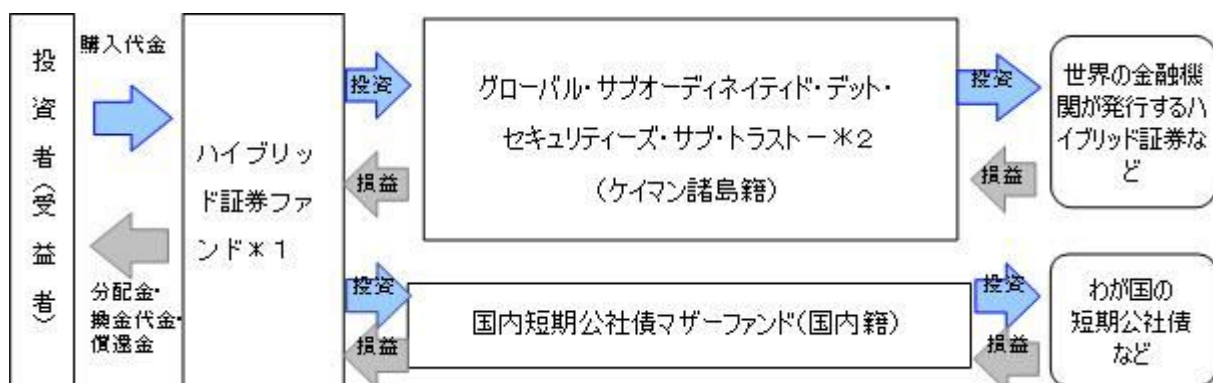 投資者（受益者）
購入代金
分配金・
換金代金・
償還金
ハイブリッ
ド証券ファ
ンド＊１
投資
損益
グローバル・サブオーディネイティド・デット・
セキュリティーズ・サブ・トラスト－＊２
（ケイマン諸島籍）
投資
損益
世界の金融機
関が発行するハ
イブリッド証券な
ど
投資
損益
国内短期公社債マザーファンド（国内籍）
投資
損益
わが国の
短期公社債
など